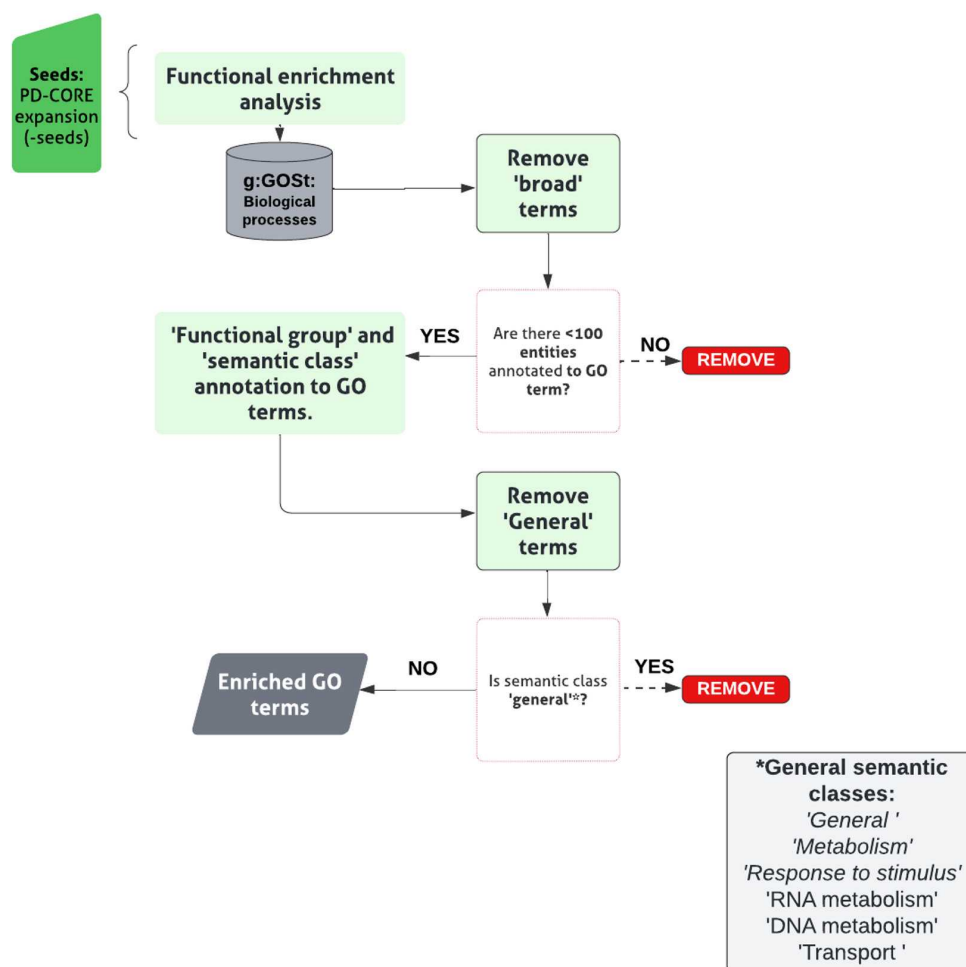 Seeds:
PD-CORE
expansion
(-seeds)
Functional enrichment
analysis
g:GOSt:
Biological
processes
Remove
'broad'
terms
Are there <100
entities
annotated to GO
term?
NO
REMOVE
YES
'Functional group' and
'semantic class'
annotation to GO
terms.
Remove
'General'
terms
Is semantic class
'general'*?
YES
REMOVE
NO
Enriched GO
terms
*General semantic
classes:
'General '
'Metabolism'
'Response to stimulus'
'RNA metabolism'
'DNA metabolism'
'Transport '